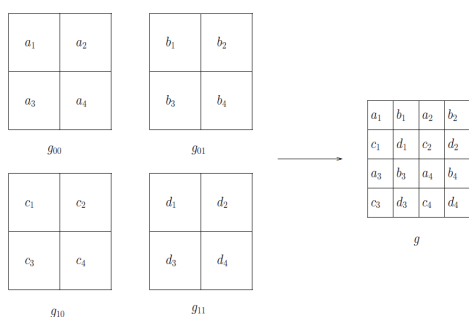 a₁ a₂ b₁ b₂
a₃ a₄ b₃ b₄
g₀₀ g₀₁
c₁ c₂ d₁ d₂
c₃ c₄ d₃ d₄
g₁₀ g₁₁
a₁ b₁ a₂ b₂
c₁ d₁ c₂ d₂
a₃ b₃ a₄ b₄
c₃ d₃ c₄ d₄
g